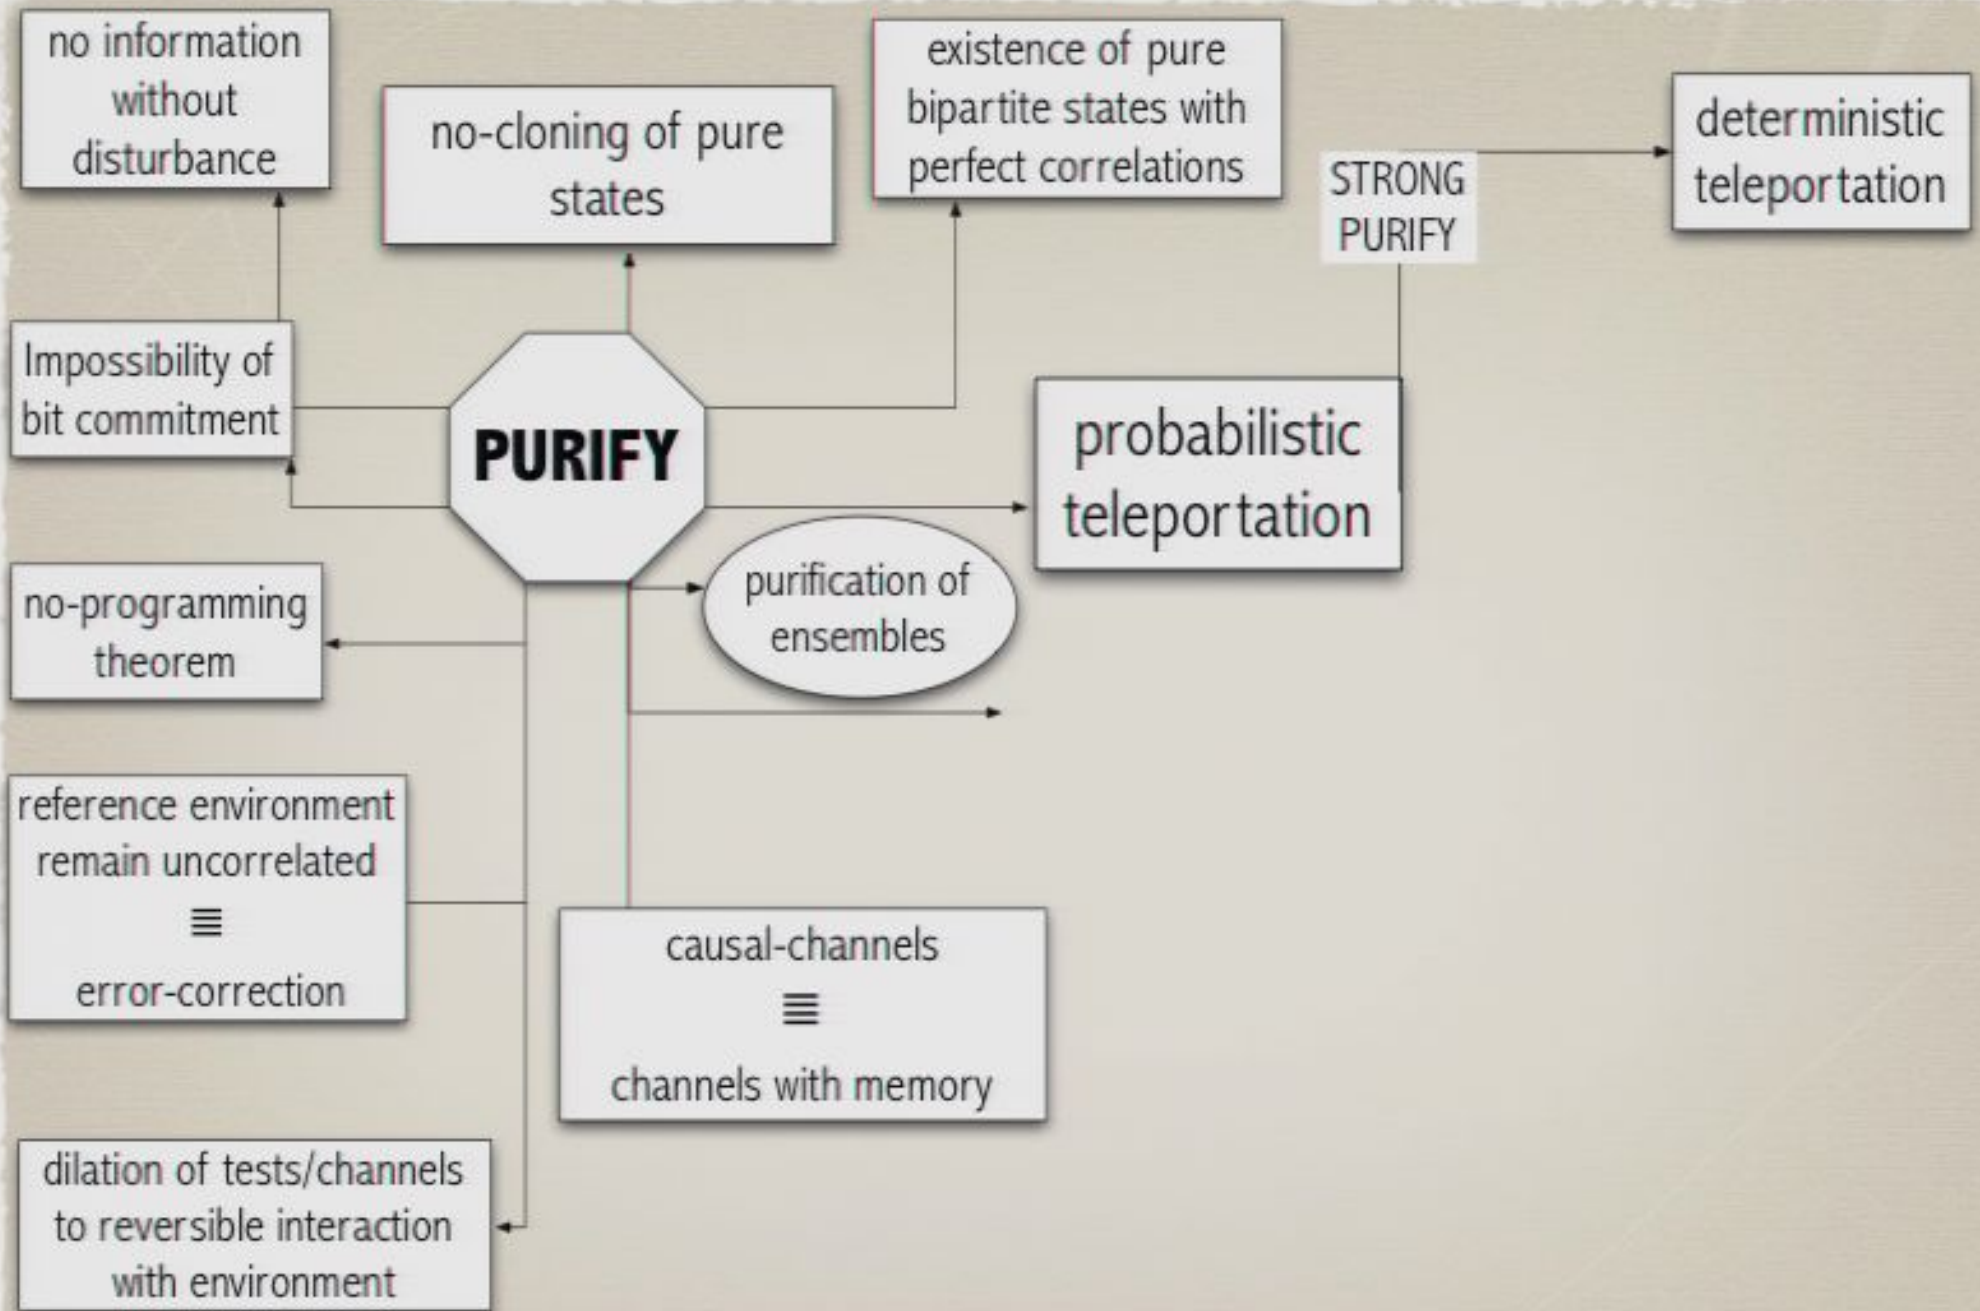 no information
without
disturbance
no-cloning of pure
states
existence of pure
bipartite states with
perfect correlations
STRONG
PURIFY
deterministic
teleportation
Impossibility of
bit commitment
PURIFY
probabilistic
teleportation
purification of
ensembles
no-programming
theorem
reference environment
remain uncorrelated
≣
error-correction
causal-channels
≣
channels with memory
dilation of tests/channels
to reversible interaction
with environment